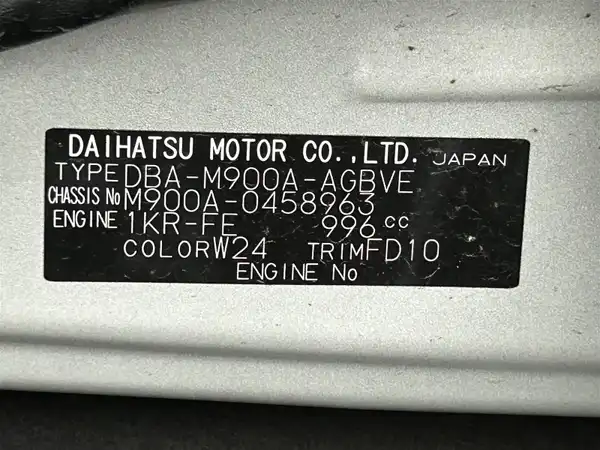 DAIHATSU MOTOR CO.,LTD. JAPAN
TYPE DBA-M900A-AGBVE
CHASSIS No M900A-0458963
ENGINE 1KR-FE 996 cc
COLOR W24 TRIM FD10
ENGINE No